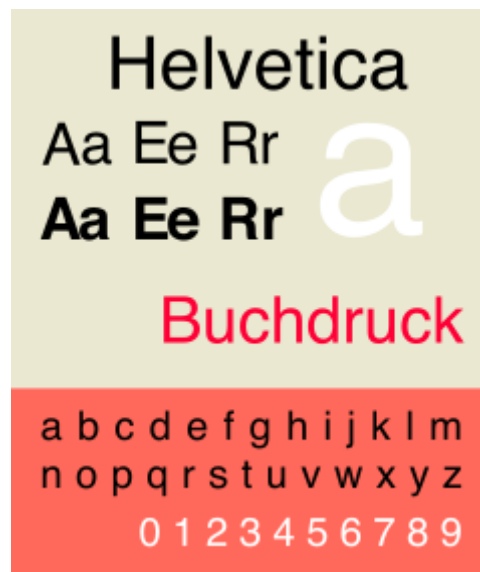 Helvetica
Aa Ee Rr
Aa Ee Rr
a
Buchdruck
a b c d e f g h i j k l m
n o p q r s t u v w x y z
0 1 2 3 4 5 6 7 8 9